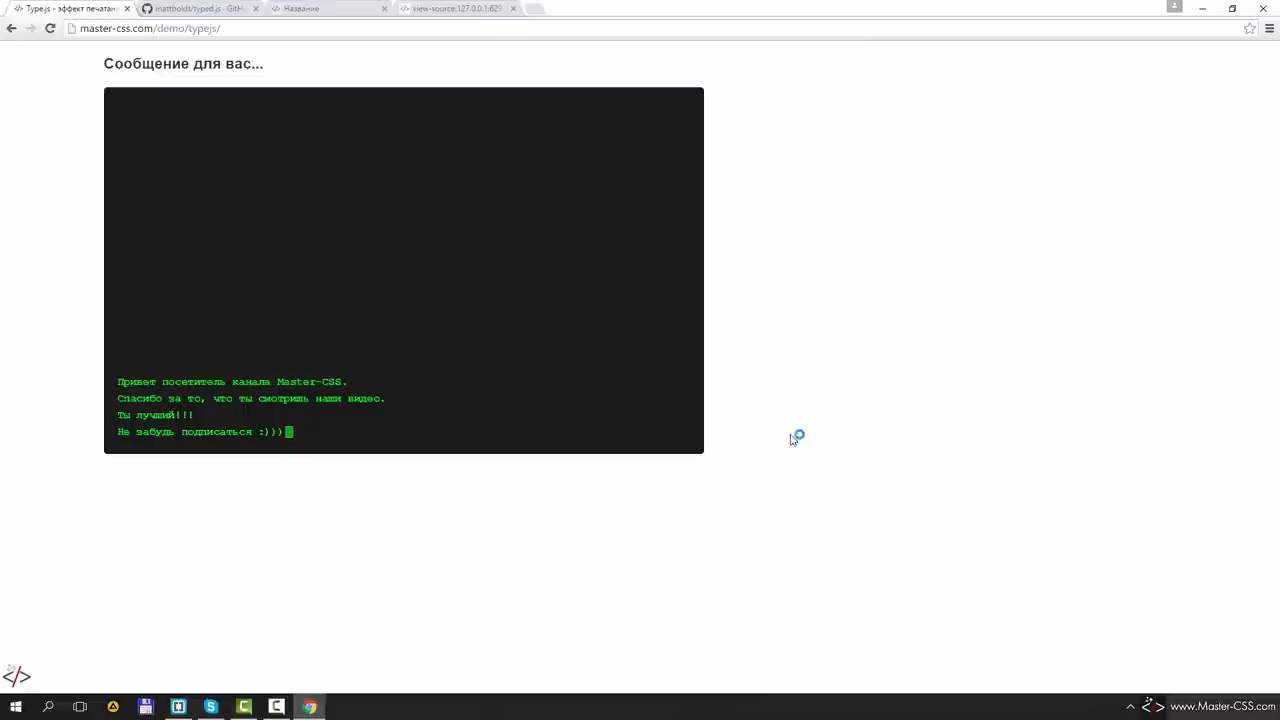 Type.js - эффект печатан
mattboldt/typed.js · GitH
Название
view-source:127.0.0.1:629
master-css.com/demo/typejs/
Сообщение для вас...
Привет посетитель канала Master-CSS.
Спасибо за то, что ты смотришь наши видео.
Ты лучший!!!
Не забудь подписаться :)))
www.Master-CSS.com